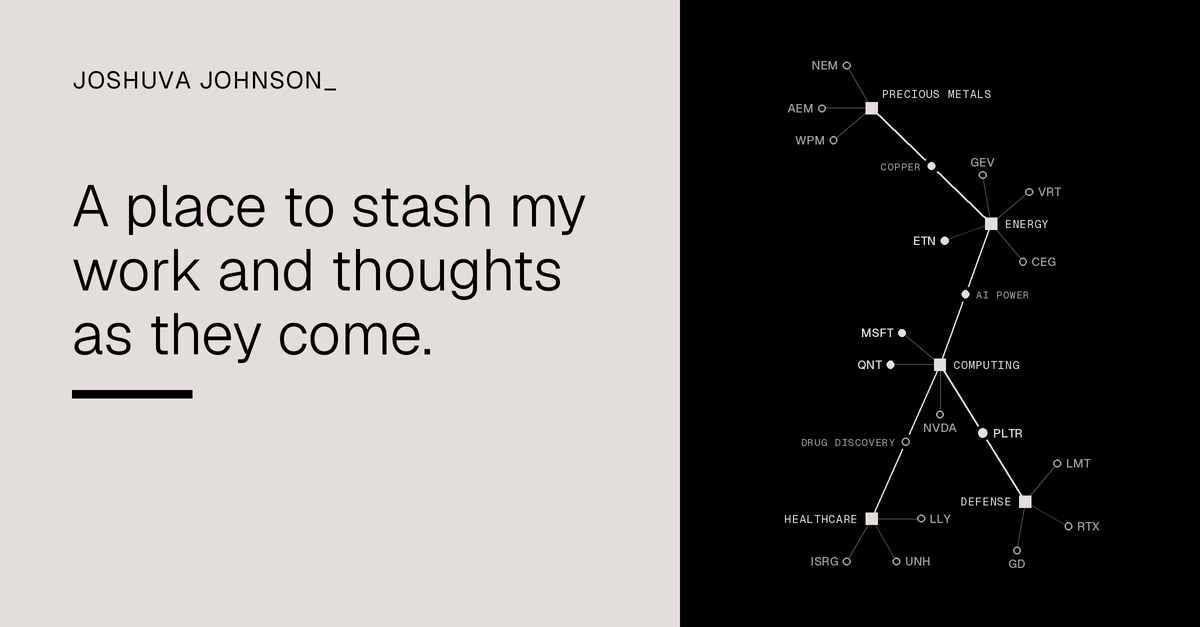 JOSHUVA JOHNSON_
A place to stash my
work and thoughts
as they come.
NEM
PRECIOUS METALS
AEM
WPM
COPPER
GEV
VRT
ENERGY
ETN
CEG
AI POWER
MSFT
QNT
COMPUTING
NVDA
PLTR
DRUG DISCOVERY
LMT
DEFENSE
HEALTHCARE
LLY
RTX
ISRG
UNH
GD